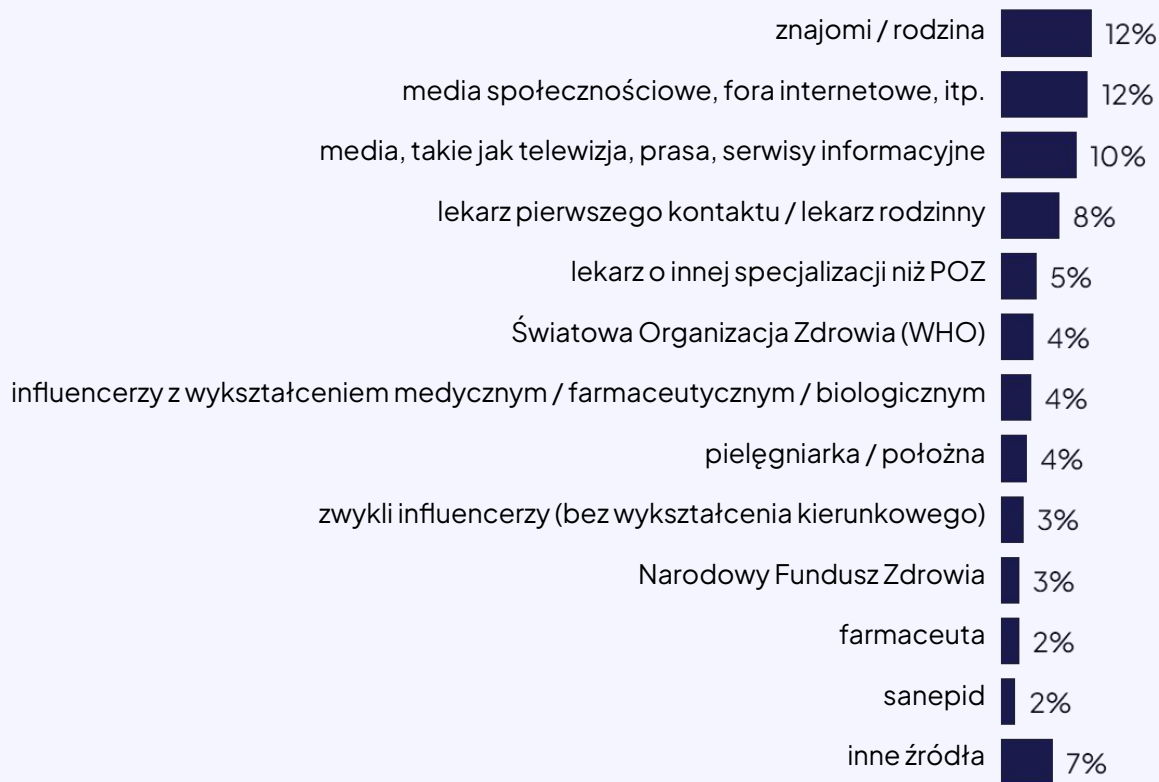 znajomi / rodzina 12%
media społecznościowe, fora internetowe, itp. 12%
media, takie jak telewizja, prasa, serwisy informacyjne 10%
lekarz pierwszego kontaktu / lekarz rodzinny 8%
lekarz o innej specjalizacji niż POZ 5%
Światowa Organizacja Zdrowia (WHO) 4%
influencerzy z wykształceniem medycznym / farmaceutycznym / biologicznym 4%
pielęgniarka / położna 4%
zwykli influencerzy (bez wykształcenia kierunkowego) 3%
Narodowy Fundusz Zdrowia 3%
farmaceuta 2%
sanepid 2%
inne źródła 7%